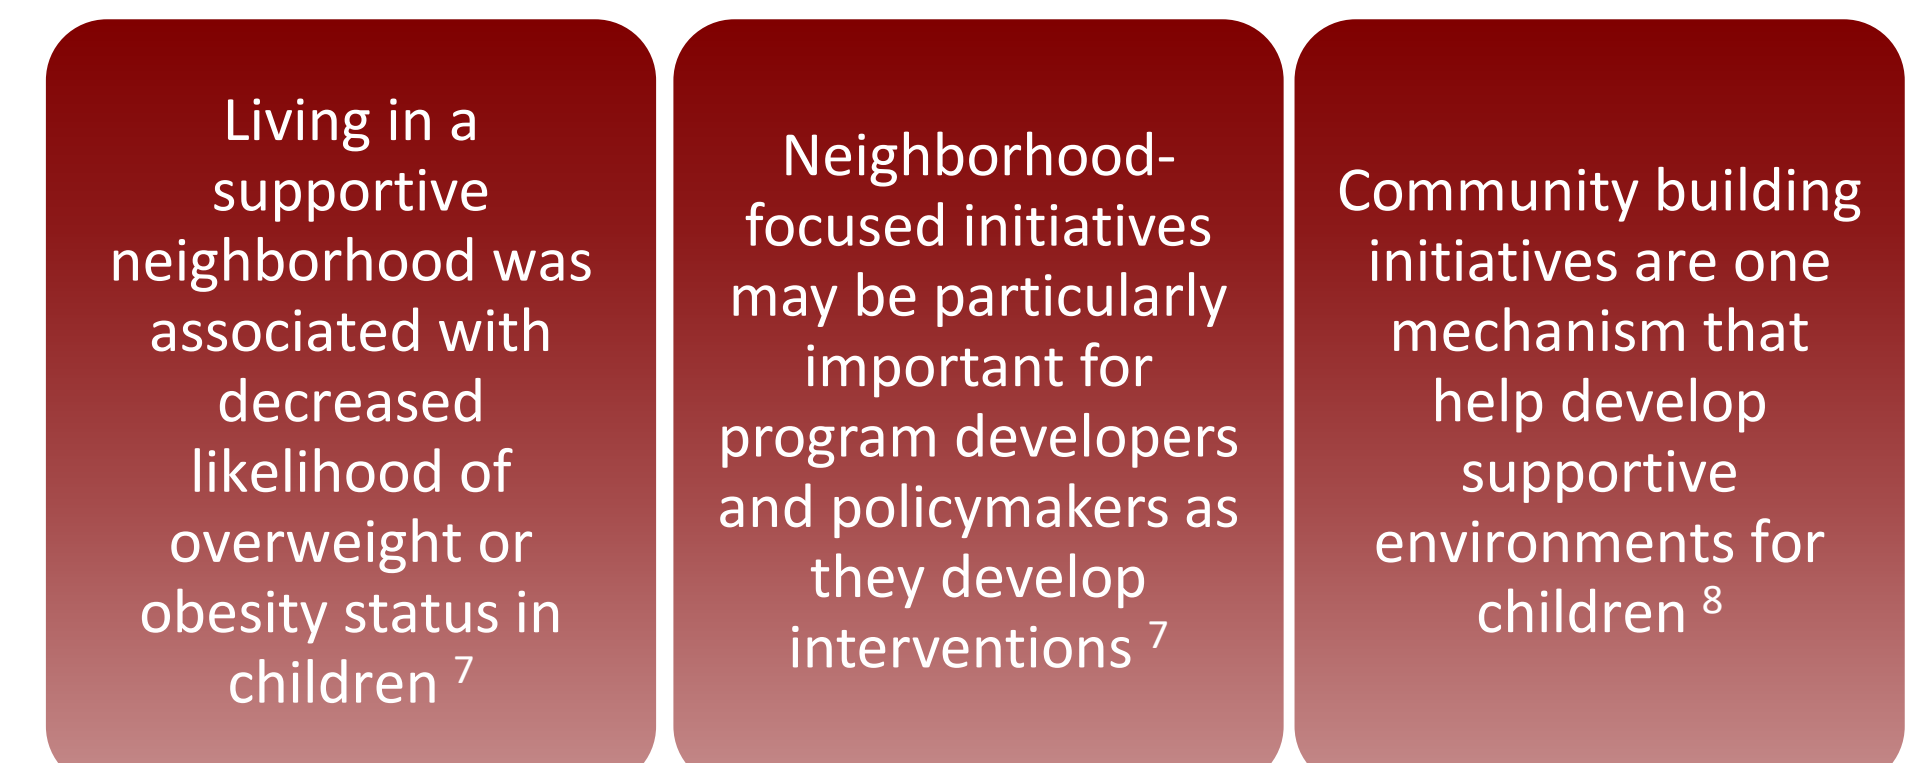 Living in a
supportive
neighborhood was
associated with
decreased
likelihood of
overweight or
obesity status in
children ⁷
Neighborhood-
focused initiatives
may be particularly
important for
program developers
and policymakers as
they develop
interventions ⁷
Community building
initiatives are one
mechanism that
help develop
supportive
environments for
children ⁸